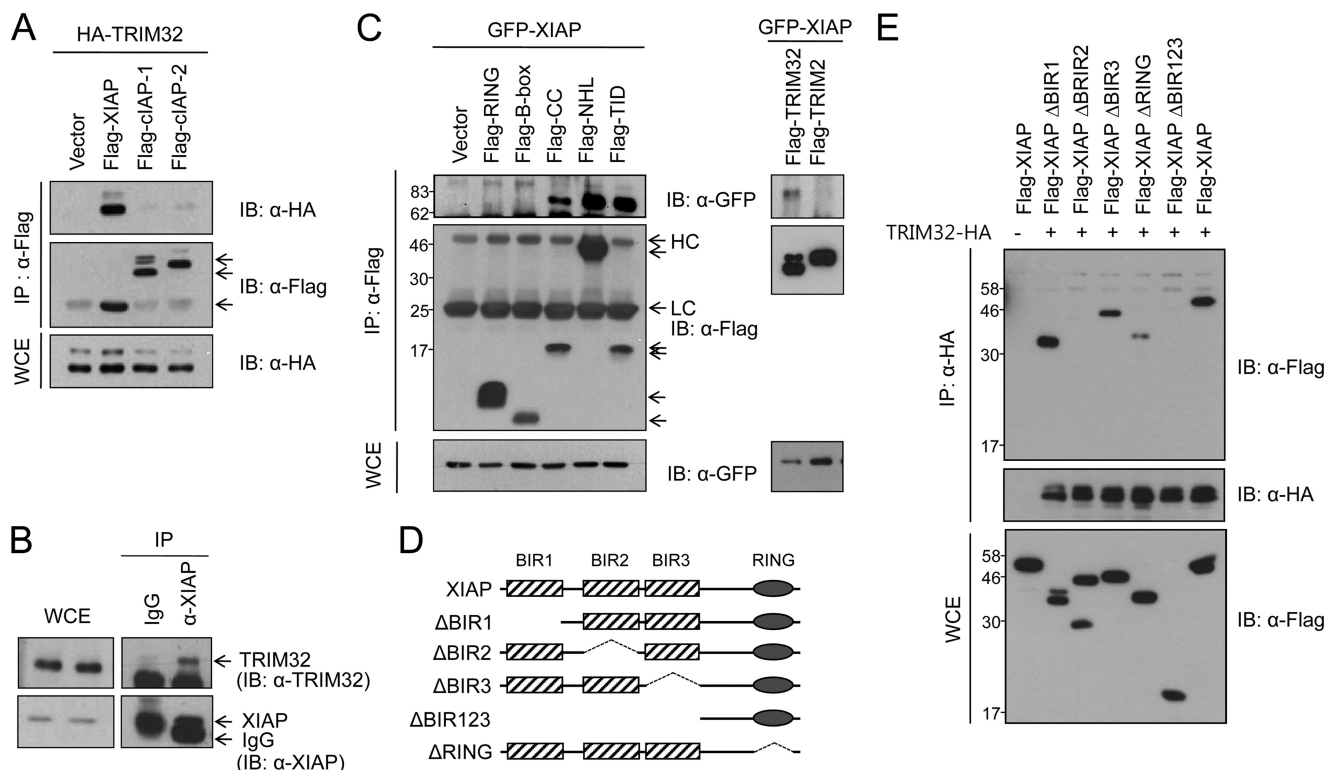 A
HA-TRIM32
Vector
Flag-XIAP
Flag-cIAP-1
Flag-cIAP-2
IP : α-Flag
IB: α-HA
IB: α-Flag
WCE
IB: α-HA
B
IP
WCE
IgG
α-XIAP
TRIM32
(IB: α-TRIM32)
XIAP
IgG
(IB: α-XIAP)
C
GFP-XIAP
Vector
Flag-RING
Flag-B-box
Flag-CC
Flag-NHL
Flag-TID
GFP-XIAP
Flag-TRIM32
Flag-TRIM2
IP: α-Flag
83
62
IB: α-GFP
46
HC
30
25
LC
IB: α-Flag
17
WCE
IB: α-GFP
D
BIR1 BIR2 BIR3 RING
XIAP
ΔBIR1
ΔBIR2
ΔBIR3
ΔBIR123
ΔRING
E
Flag-XIAP
Flag-XIAP ΔBIR1
Flag-XIAP ΔBRIR2
Flag-XIAP ΔBIR3
Flag-XIAP ΔRING
Flag-XIAP ΔBIR123
Flag-XIAP
TRIM32-HA - + + + + + +
IP: α-HA
58
46
30
17
IB: α-Flag
IB: α-HA
WCE
58
46
30
17
IB: α-Flag